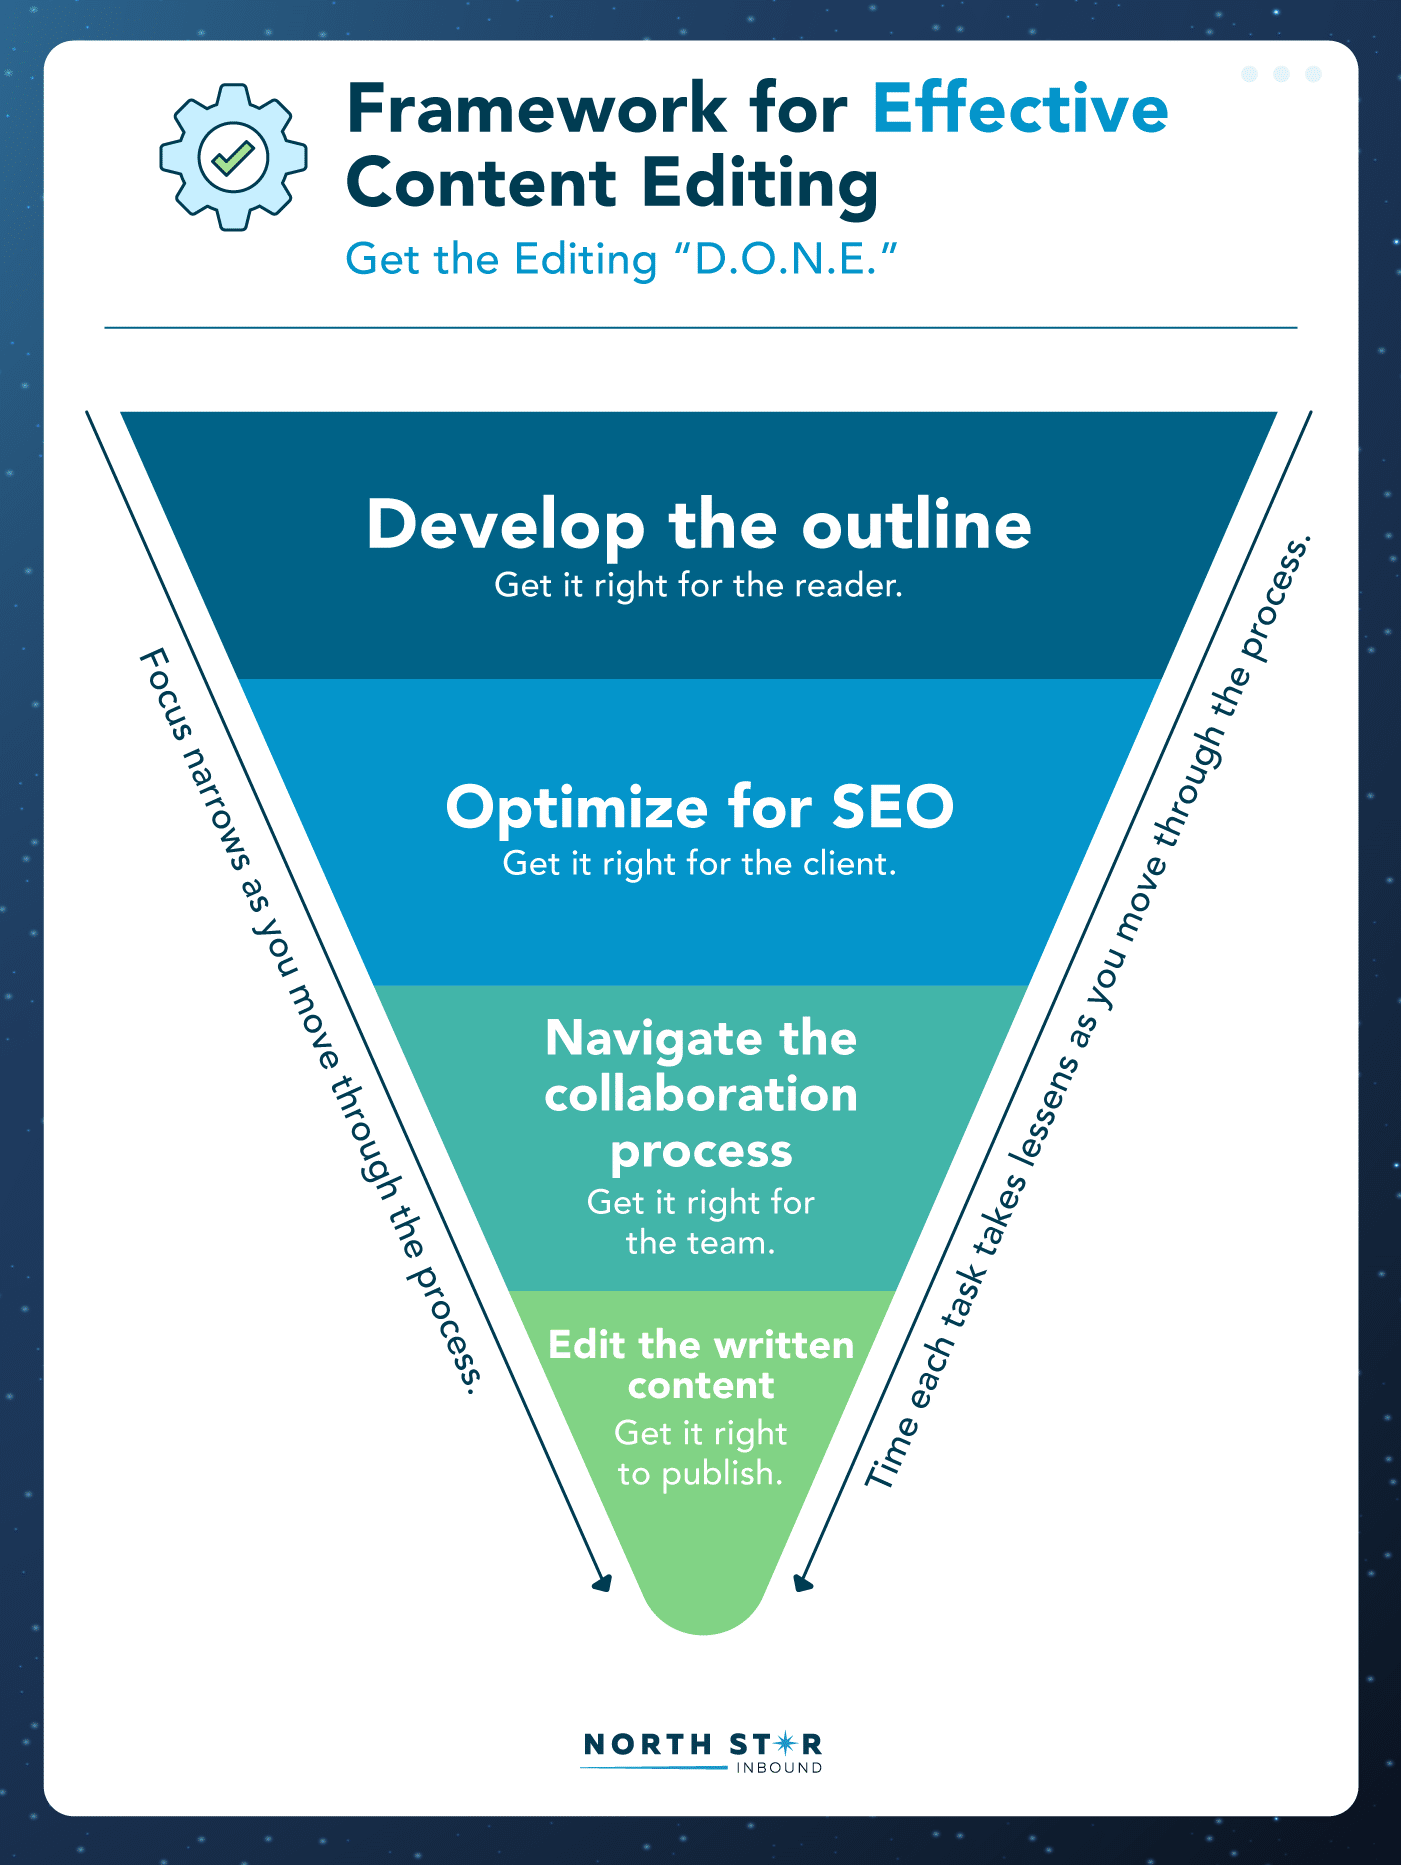 Framework for Effective
Content Editing
Get the Editing “D.O.N.E.”
Develop the outline
Get it right for the reader.
Optimize for SEO
Get it right for the client.
Navigate the
collaboration
process
Get it right for
the team.
Edit the written
content
Get it right
to publish.
Focus narrows as you move through the process.
Time each task takes lessens as you move through the process.
NORTH STAR
INBOUND